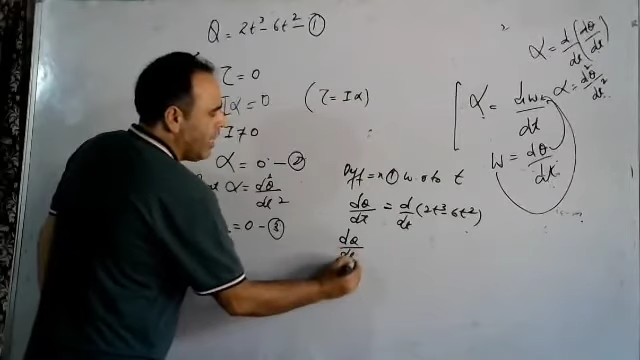 θ = 2t³ - 6t² - ①
τ = 0
Iα = 0 (τ = Iα)
I ≠ 0
α = 0 - ②
α = d²θ/dt²
= 0 - ③
Diff = n ① w.r.to t
dθ/dt = d/dt (2t³ - 6t²)
dθ/dt
α = d/dt (dθ/dt)
α = d²θ/dt²
α = dw/dt
w = dθ/dt